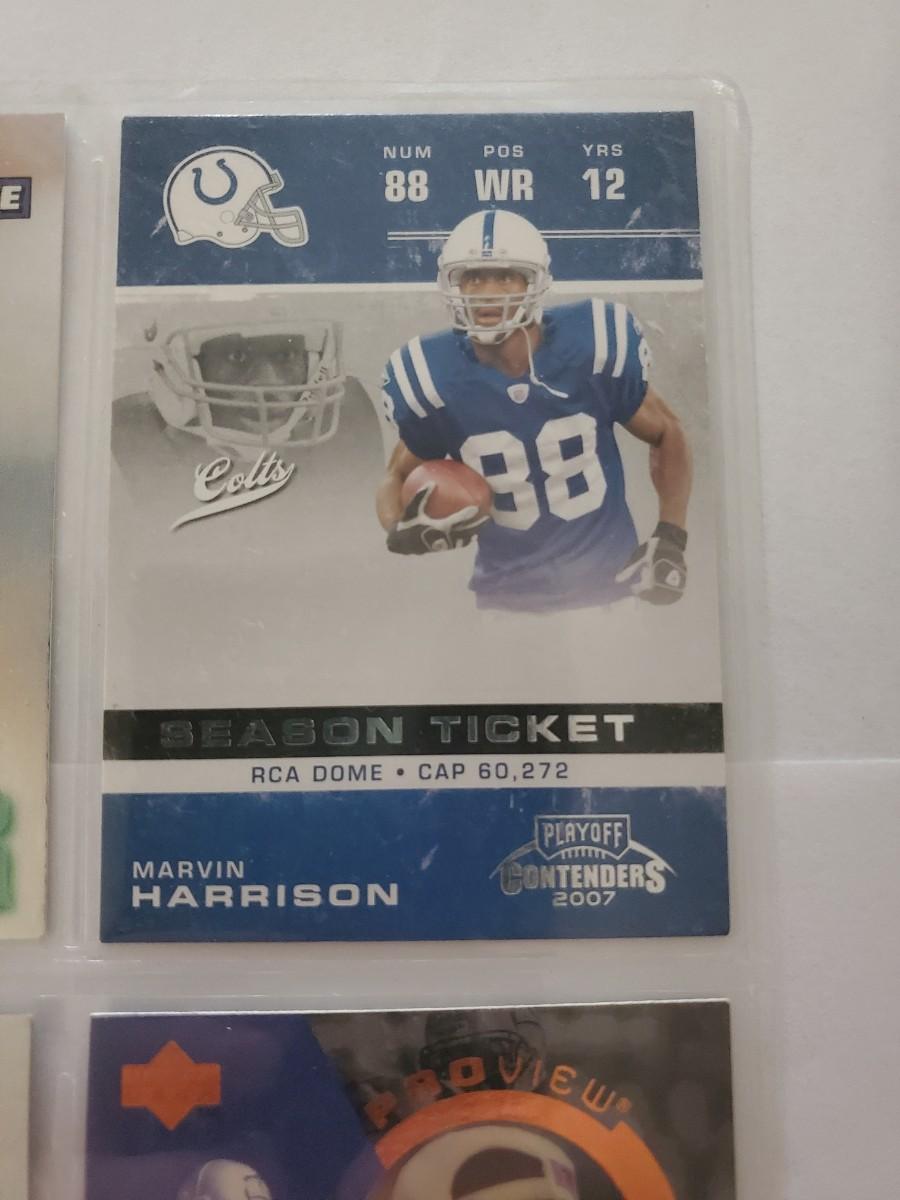 E
NUM POS YRS
88 WR 12
88
Colts
SEASON TICKET
RCA DOME • CAP 60,272
MARVIN
HARRISON
PLAYOFF
CONTENDERS
2007
PROVIEW